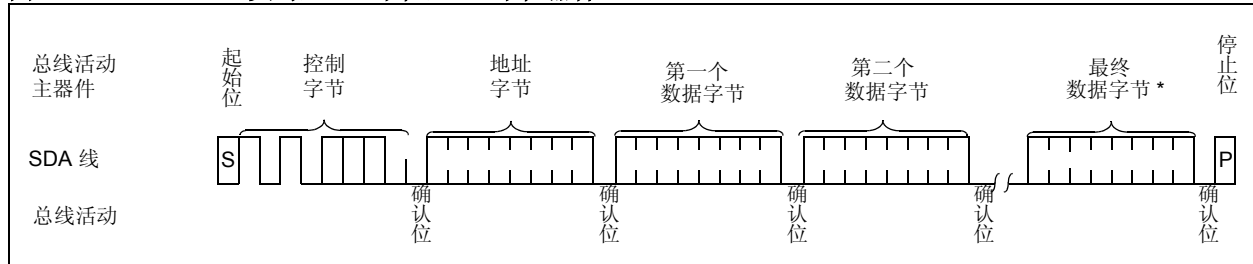 总线活动
主器件
起始位
控制
字节
地址
字节
第一个
数据字节
第二个
数据字节
最终
数据字节 *
停止位
SDA 线
S
P
总线活动
确认位
确认位
确认位
确认位
确认位